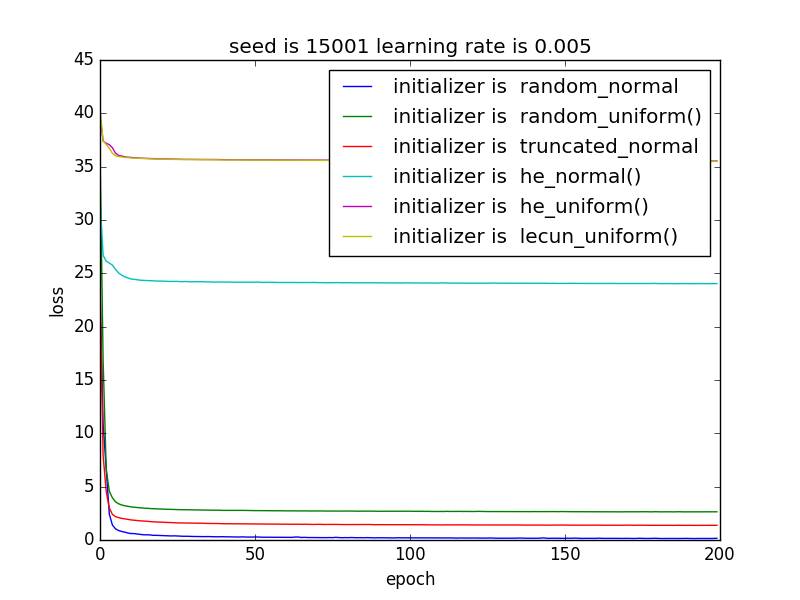 seed is 15001 learning rate is 0.005
45
40
35
30
25
20
15
10
5
0
loss
initializer is  random_normal
initializer is  random_uniform()
initializer is  truncated_normal
initializer is  he_normal()
initializer is  he_uniform()
initializer is  lecun_uniform()
0 50 100 150 200
epoch